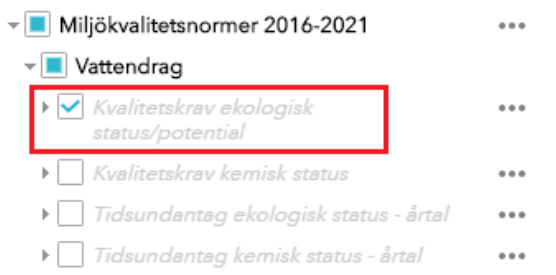 Miljökvalitetsnormer 2016-2021
Vattendrag
Kvalitetskrav ekologisk
status/potential
Kvalitetskrav kemisk status
Tidsundantag ekologisk status - årtal
Tidsundantag kemisk status - årtal